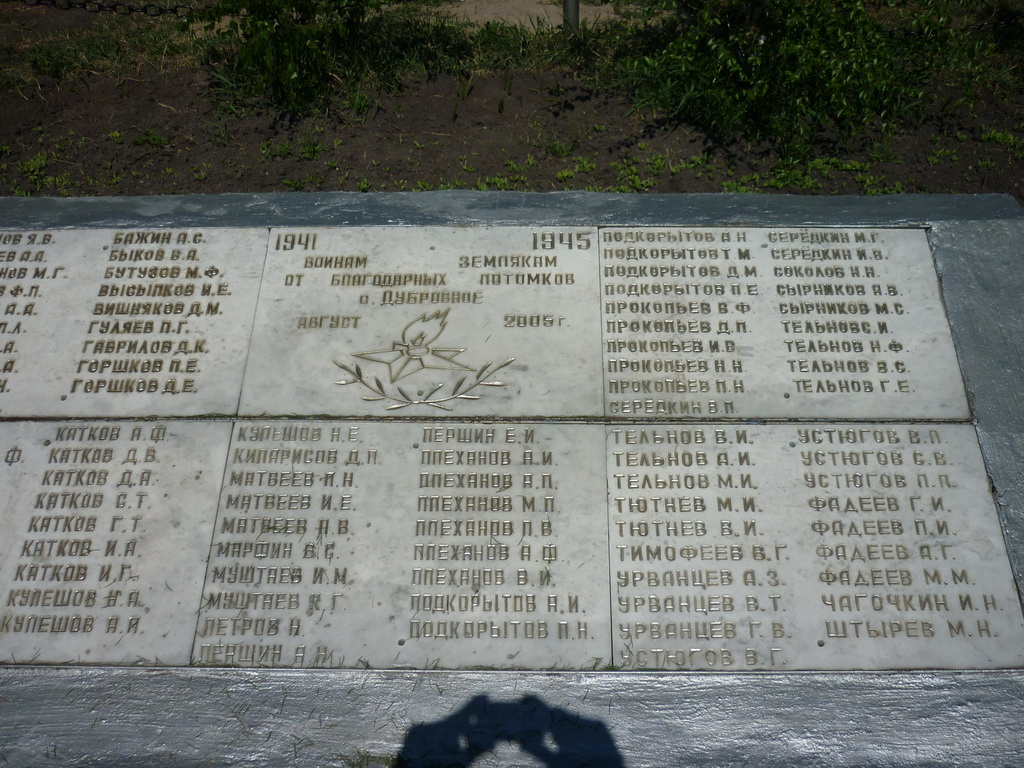 БАЖИН А.С.
БЫКОВ В.А.
БУТУЗОВ М.Ф.
ВЫСЫПКОВ И.Е.
ВИШНЯКОВ Д.М.
ГУЛЯЕВ П.Г.
ГАВРИЛОВ Д.К.
ГОРШКОВ П.Е.
ГОРШКОВ Д.Е.
1941 1945
ВОИНАМ ЗЕМЛЯКАМ
ОТ БЛАГОДАРНЫХ ПОТОМКОВ
с. ДУБРОВНОЕ
АВГУСТ 2005 г.
ПОДКОРЫТОВ А.Н
ПОДКОРЫТОВ Г.М.
ПОДКОРЫТОВ Д.М
ПОДКОРЫТОВ П.Е
ПРОКОПЬЕВ В.Ф
ПРОКОПЬЕВ Д.П.
ПРОКОПЬЕВ И.В
ПРОКОПЬЕВ Н.Н
ПРОКОПЬЕВ П.Н
СЕРЕДКИН В.П
СЕРЕДКИН М.Г.
СЕРЕДКИН И.В.
СОКОЛОВ Н.Н.
СЫРНИКОВ А.В.
СЫРНИКОВ М.С.
ТЕЛЬНОВ С.И
ТЕЛЬНОВ Н.Ф
ТЕЛЬНОВ В.С.
ТЕЛЬНОВ Г.Е.
КАТКОВ А.Ф.
КАТКОВ Д.В.
КАТКОВ Д.А.
КАТКОВ С.Т.
КАТКОВ Г.Т.
КАТКОВ И.А.
КАТКОВ И.Г.
КУЛЕШОВ Н.А.
КУЛЕШОВ А.А.
КУЛЕШОВ Н.Е.
КИПАРИСОВ Д.П
МАТВЕЕВ И.Н.
МАТВЕЕВ И.Е.
МАТВЕЕВ А.В.
МАРФИН В.С.
МУШТАЕВ И.М.
МУШТАЕВ К.Г
ПЕТРОВ Н.
ПЕРШИН А.Н
ПЕРШИН Е.И.
ПЛЕХАНОВ А.И.
ПЛЕХАНОВ А.П.
ПЛЕХАНОВ М.П
ПЛЕХАНОВ П.В
ПЛЕХАНОВ А.Ф
ПЛЕХАНОВ В.И.
ПОДКОРЫТОВ А.И.
ПОДКОРЫТОВ П.Н.
ТЕЛЬНОВ В.И.
ТЕЛЬНОВ А.И.
ТЕЛЬНОВ М.И.
ТЮТНЕВ М.И.
ТЮТНЕВ В.И.
ТИМОФЕЕВ В.Г.
УРВАНЦЕВ А.З.
УРВАНЦЕВ В.Т.
УРВАНЦЕВ Г.В.
УСТЮГОВ В.Г.
УСТЮГОВ В.П.
УСТЮГОВ С.В.
УСТЮГОВ П.П.
ФАДЕЕВ Г.И.
ФАДЕЕВ П.И.
ФАДЕЕВ А.Г.
ФАДЕЕВ М.М.
ЧАГОЧКИН И.Н.
ШТЫРЕВ М.Н.